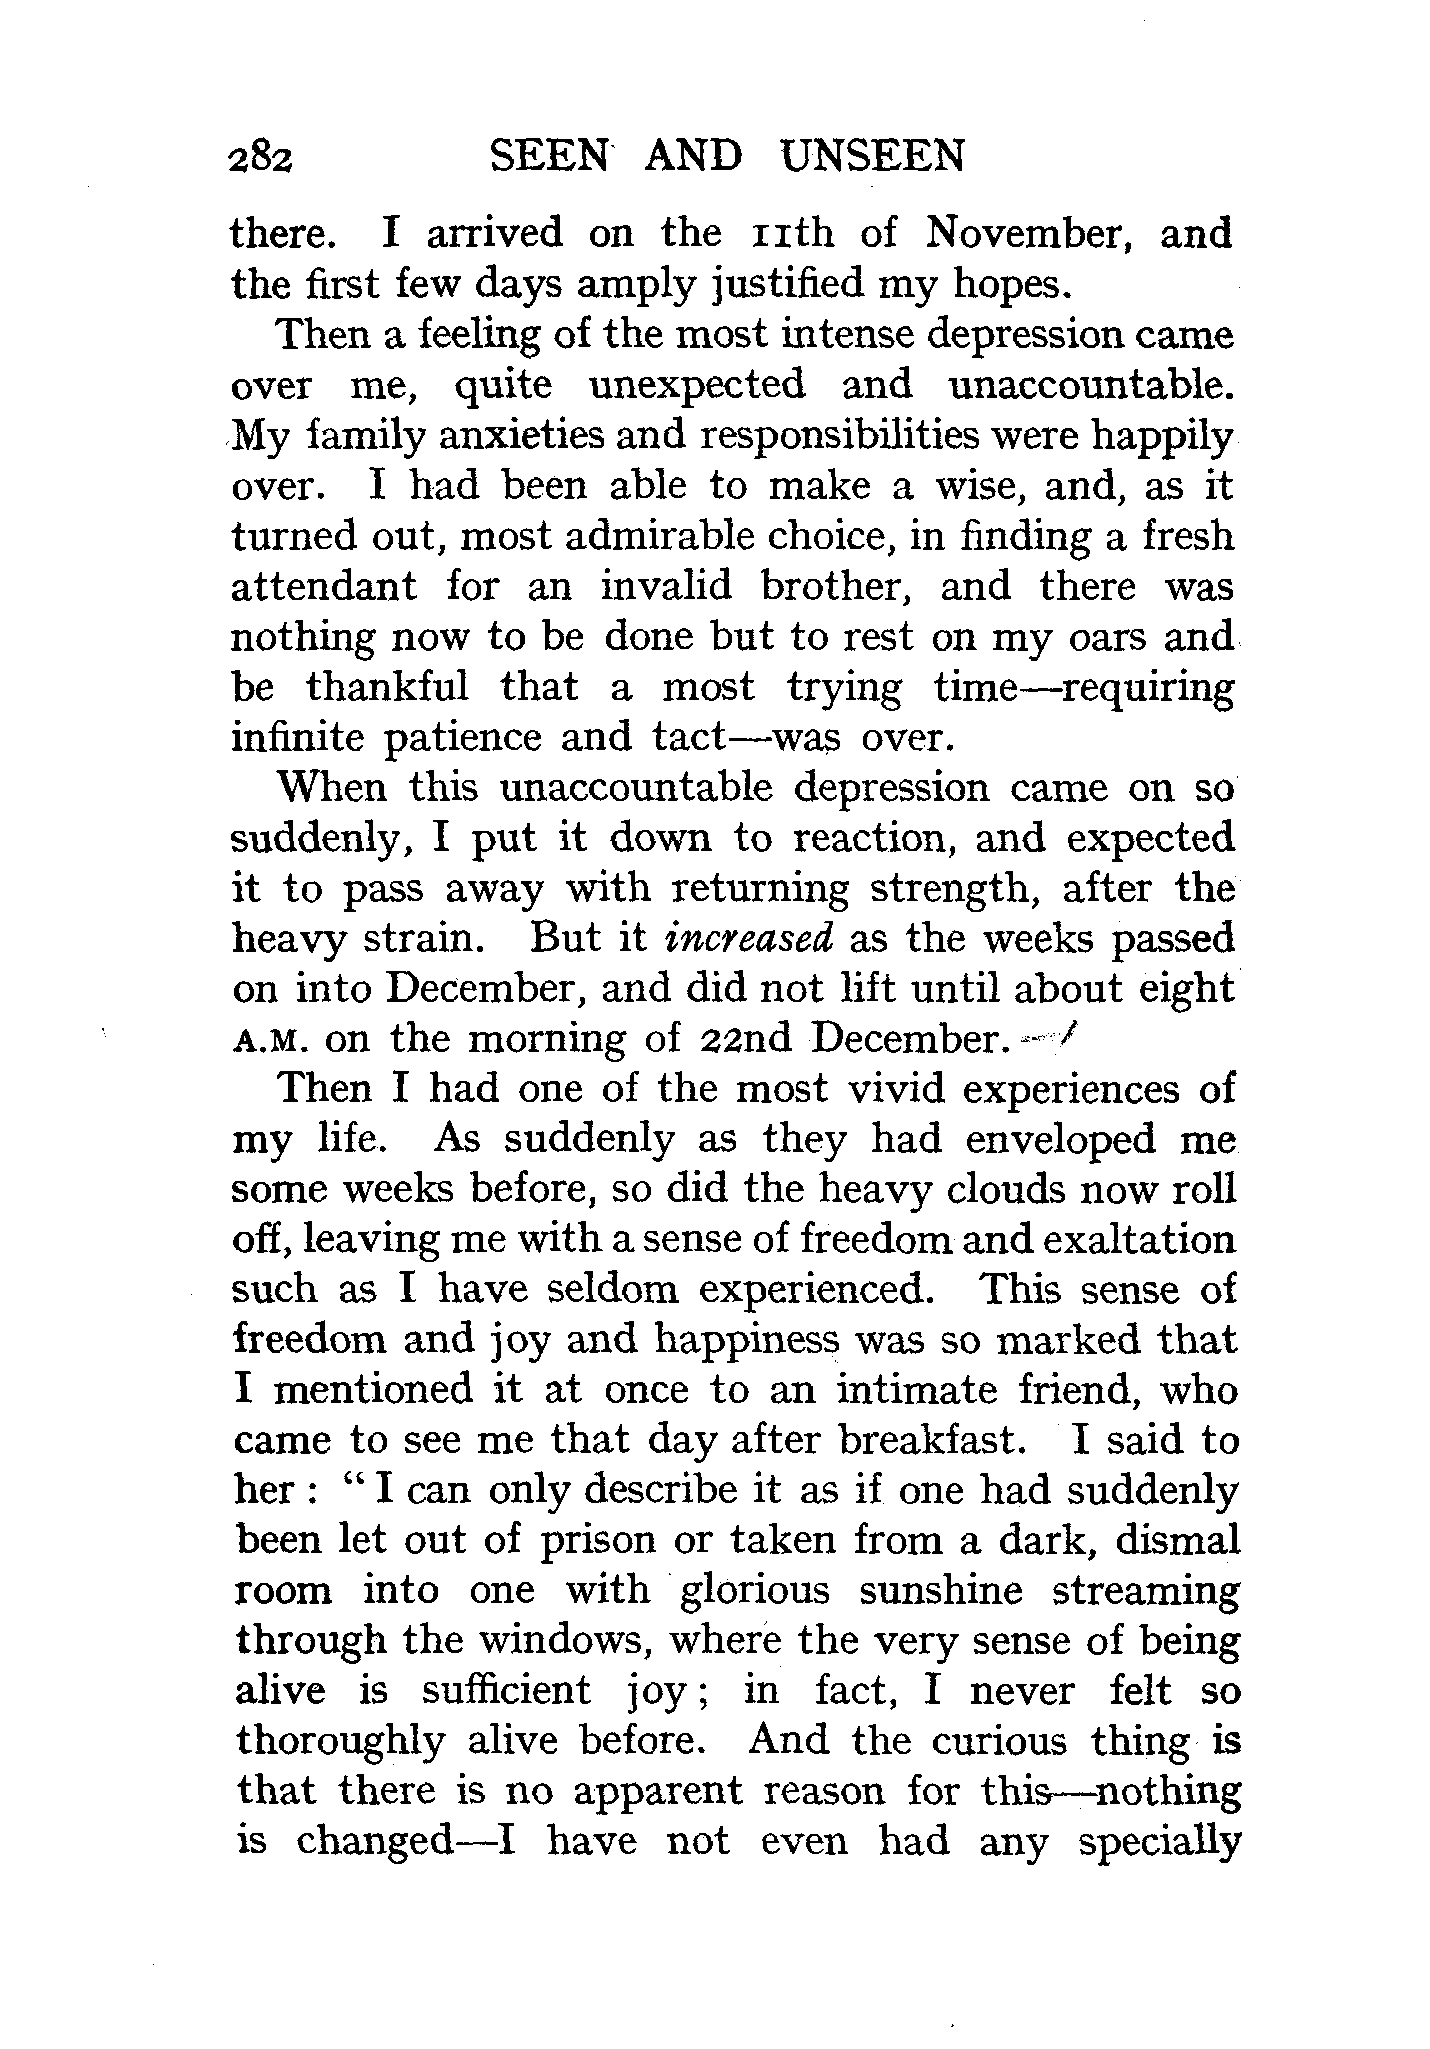 282 SEEN AND UNSEEN
there. I arrived on the 11th of November, and
the first few days amply justified my hopes.
Then a feeling of the most intense depression came
over me, quite unexpected and unaccountable.
My family anxieties and responsibilities were happily
over. I had been able to make a wise, and, as it
turned out, most admirable choice, in finding a fresh
attendant for an invalid brother, and there was
nothing now to be done but to rest on my oars and
be thankful that a most trying time—requiring
infinite patience and tact—was over.
When this unaccountable depression came on so
suddenly, I put it down to reaction, and expected
it to pass away with returning strength, after the
heavy strain. But it increased as the weeks passed
on into December, and did not lift until about eight
A.M. on the morning of 22nd December.
Then I had one of the most vivid experiences of
my life. As suddenly as they had enveloped me
some weeks before, so did the heavy clouds now roll
off, leaving me with a sense of freedom and exaltation
such as I have seldom experienced. This sense of
freedom and joy and happiness was so marked that
I mentioned it at once to an intimate friend, who
came to see me that day after breakfast. I said to
her : “ I can only describe it as if one had suddenly
been let out of prison or taken from a dark, dismal
room into one with glorious sunshine streaming
through the windows, where the very sense of being
alive is sufficient joy ; in fact, I never felt so
thoroughly alive before. And the curious thing is
that there is no apparent reason for this—nothing
is changed—I have not even had any specially